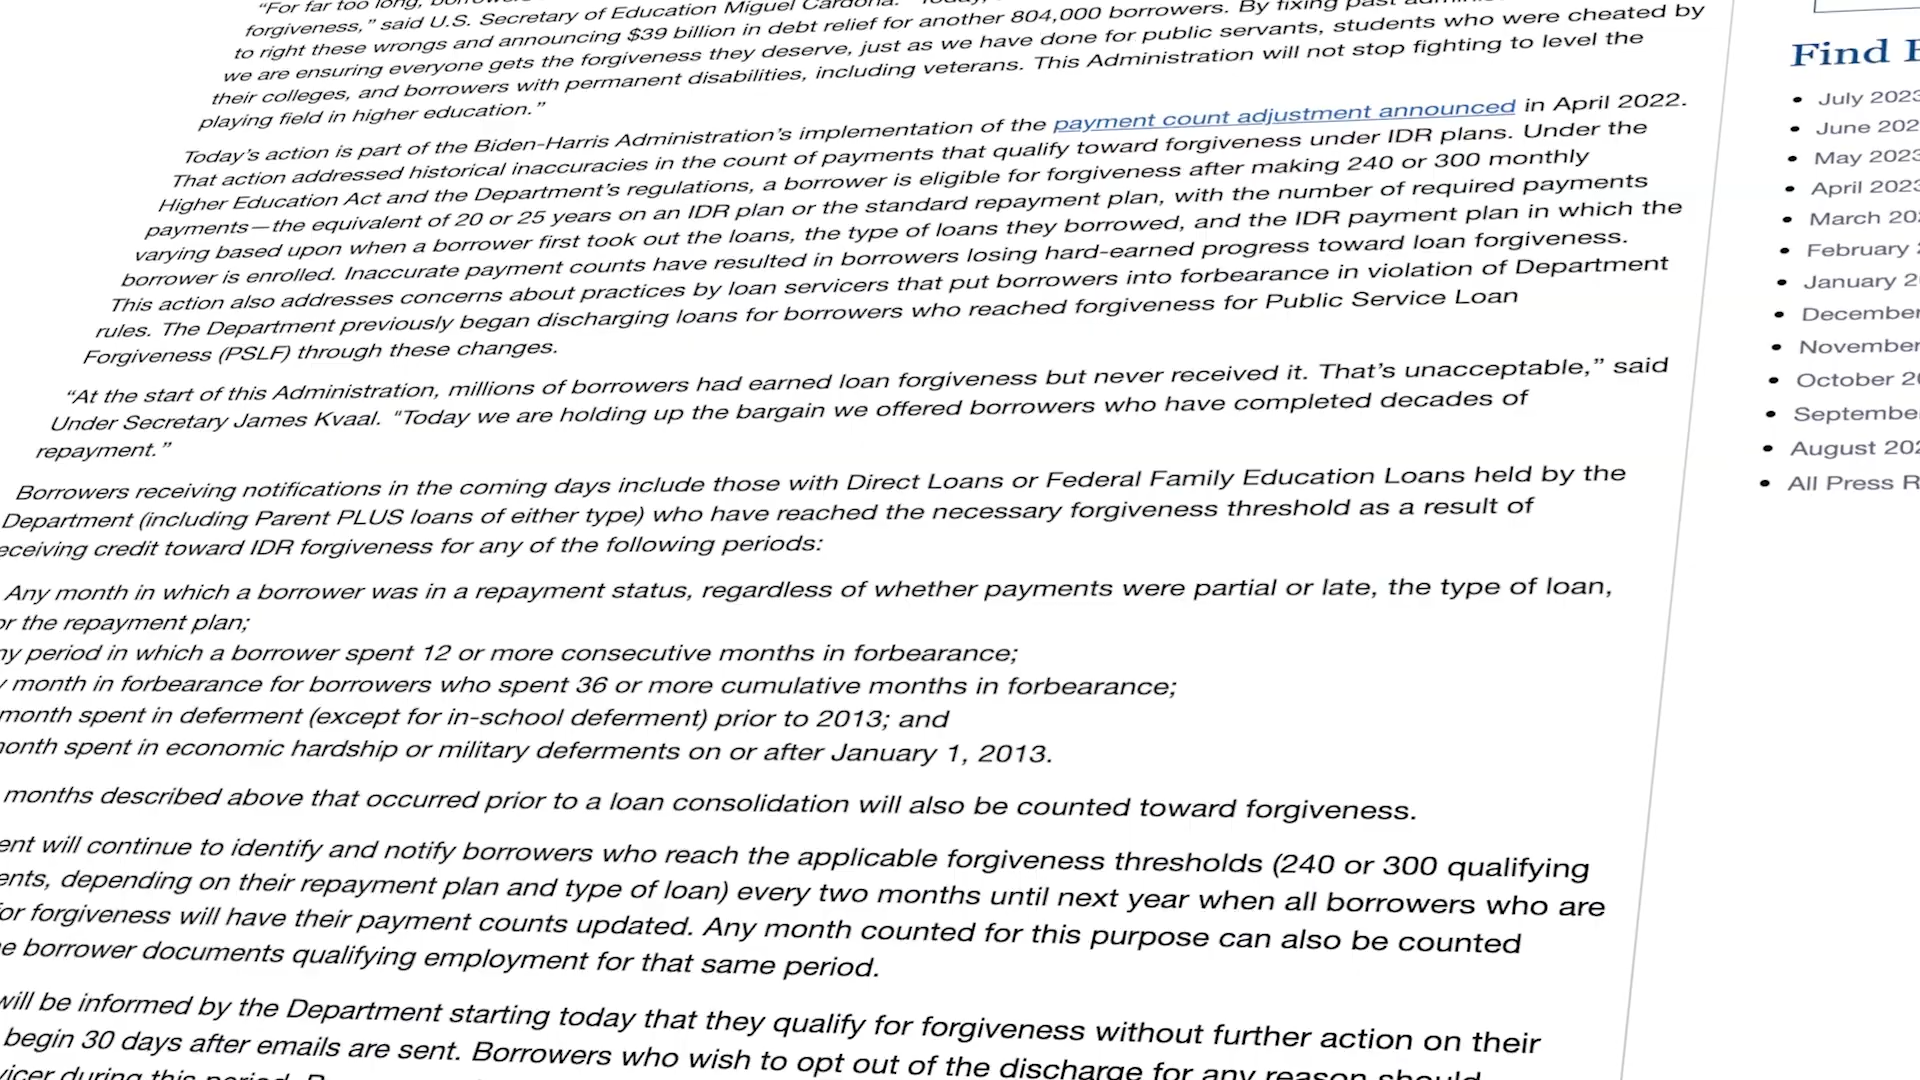 “For far too long, borrowers
forgiveness,” said U.S. Secretary of Education Miguel Cardona.
to right these wrongs and announcing $39 billion in debt relief for another 804,000 borrowers. By fixing past
we are ensuring everyone gets the forgiveness they deserve, just as we have done for public servants, students who were cheated by
their colleges, and borrowers with permanent disabilities, including veterans. This Administration will not stop fighting to level the
playing field in higher education.”
Today’s action is part of the Biden-Harris Administration’s implementation of the payment count adjustment announced in April 2022.
That action addressed historical inaccuracies in the count of payments that qualify toward forgiveness under IDR plans. Under the
Higher Education Act and the Department’s regulations, a borrower is eligible for forgiveness after making 240 or 300 monthly
payments—the equivalent of 20 or 25 years on an IDR plan or the standard repayment plan, with the number of required payments
varying based upon when a borrower first took out the loans, the type of loans they borrowed, and the IDR payment plan in which the
borrower is enrolled. Inaccurate payment counts have resulted in borrowers losing hard-earned progress toward loan forgiveness.
This action also addresses concerns about practices by loan servicers that put borrowers into forbearance in violation of Department
rules. The Department previously began discharging loans for borrowers who reached forgiveness for Public Service Loan
Forgiveness (PSLF) through these changes.
“At the start of this Administration, millions of borrowers had earned loan forgiveness but never received it. That’s unacceptable,” said
Under Secretary James Kvaal. “Today we are holding up the bargain we offered borrowers who have completed decades of
repayment.”
Borrowers receiving notifications in the coming days include those with Direct Loans or Federal Family Education Loans held by the
Department (including Parent PLUS loans of either type) who have reached the necessary forgiveness threshold as a result of
eceiving credit toward IDR forgiveness for any of the following periods:
Any month in which a borrower was in a repayment status, regardless of whether payments were partial or late, the type of loan,
or the repayment plan;
ny period in which a borrower spent 12 or more consecutive months in forbearance;
y month in forbearance for borrowers who spent 36 or more cumulative months in forbearance;
month spent in deferment (except for in-school deferment) prior to 2013; and
onth spent in economic hardship or military deferments on or after January 1, 2013.
months described above that occurred prior to a loan consolidation will also be counted toward forgiveness.
ent will continue to identify and notify borrowers who reach the applicable forgiveness thresholds (240 or 300 qualifying
ents, depending on their repayment plan and type of loan) every two months until next year when all borrowers who are
or forgiveness will have their payment counts updated. Any month counted for this purpose can also be counted
e borrower documents qualifying employment for that same period.
will be informed by the Department starting today that they qualify for forgiveness without further action on their
begin 30 days after emails are sent. Borrowers who wish to opt out of the discharge for any reason should
vicer during this period.
Find
July 2023
June 202
May 2023
April 2023
March 20
February
January 2
December
November
October 20
Septembe
August 202
All Press R